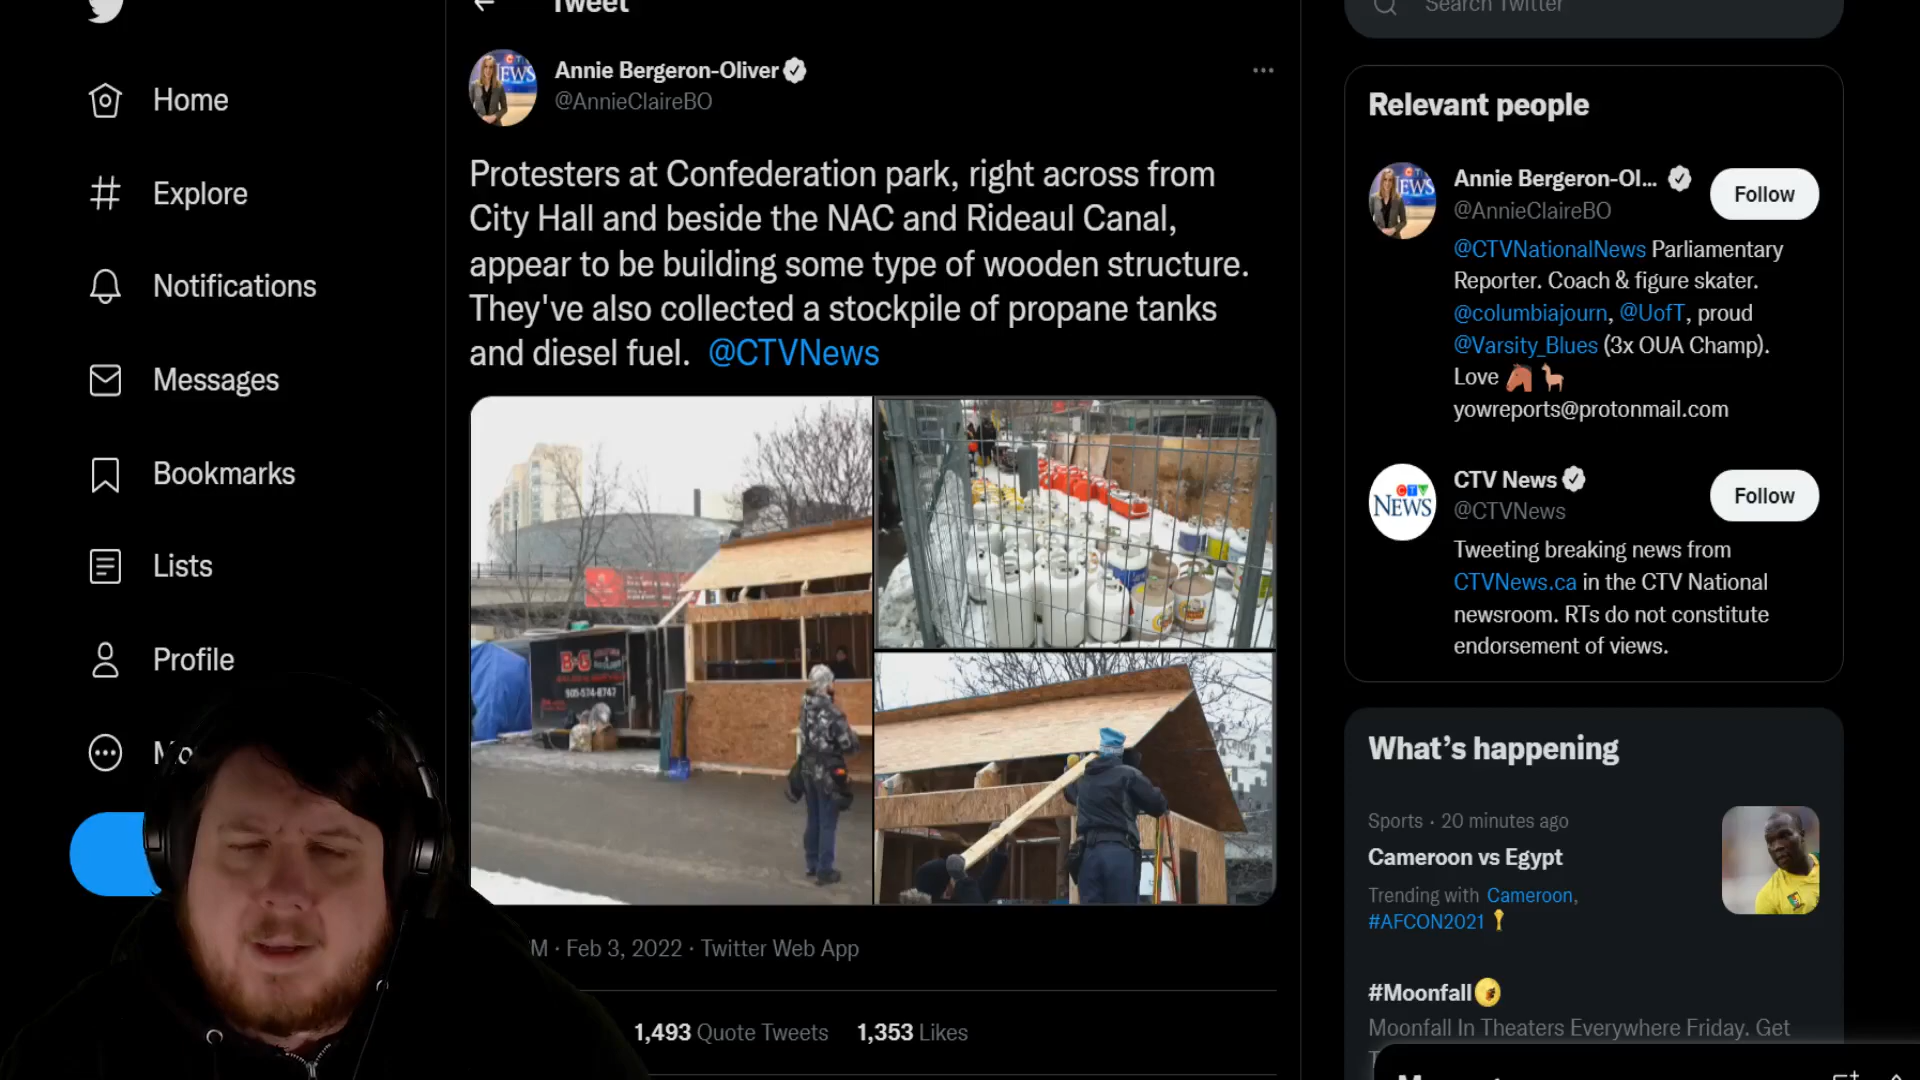 Tweet
Home
Explore
Notifications
Messages
Bookmarks
Lists
Profile
Annie Bergeron-Oliver
@AnnieClaireBO
Protesters at Confederation park, right across from
City Hall and beside the NAC and Rideaul Canal,
appear to be building some type of wooden structure.
They've also collected a stockpile of propane tanks
and diesel fuel. @CTVNews
B&G
905-574-8747
M · Feb 3, 2022 · Twitter Web App
1,493 Quote Tweets 1,353 Likes
Search Twitter
Relevant people
Annie Bergeron-Ol...
@AnnieClaireBO
Follow
@CTVNationalNews Parliamentary
Reporter. Coach & figure skater.
@columbiajourn, @UofT, proud
@Varsity_Blues (3x OUA Champ).
Love
yowreports@protonmail.com
CTV NEWS
CTV News
@CTVNews
Follow
Tweeting breaking news from
CTVNews.ca in the CTV National
newsroom. RTs do not constitute
endorsement of views.
What's happening
Sports · 20 minutes ago
Cameroon vs Egypt
Trending with Cameroon,
#AFCON2021
#Moonfall
Moonfall In Theaters Everywhere Friday. Get